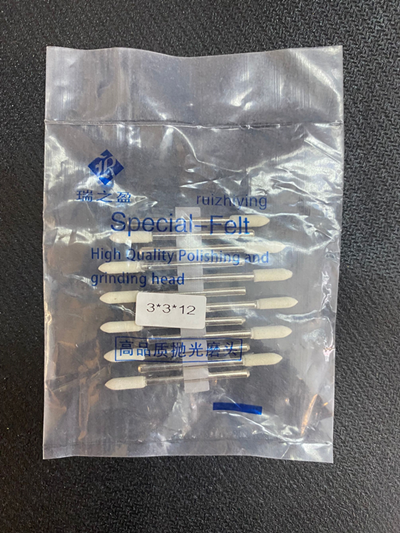 瑞之盈
ruizhiying
Special-Felt
High Quality Polishing and
grinding head
3*3*12
高品质抛光磨头